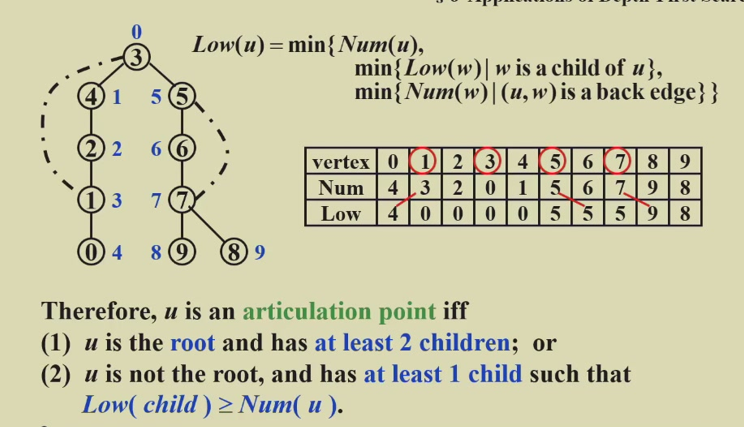 §6 Applications of Depth-First Search
0
3
Low(u) = min{Num(u),
min{Low(w) | w is a child of u},
min{Num(w) | (u, w) is a back edge} }
4 1 5 5
2 2 6 6
1 3 7 7
0 4 8 9 8 9
vertex 0 1 2 3 4 5 6 7 8 9
Num 4 3 2 0 1 5 6 7 9 8
Low 4 0 0 0 0 5 5 5 9 8
Therefore, u is an articulation point iff
(1) u is the root and has at least 2 children; or
(2) u is not the root, and has at least 1 child such that
Low( child ) ≥ Num( u ).